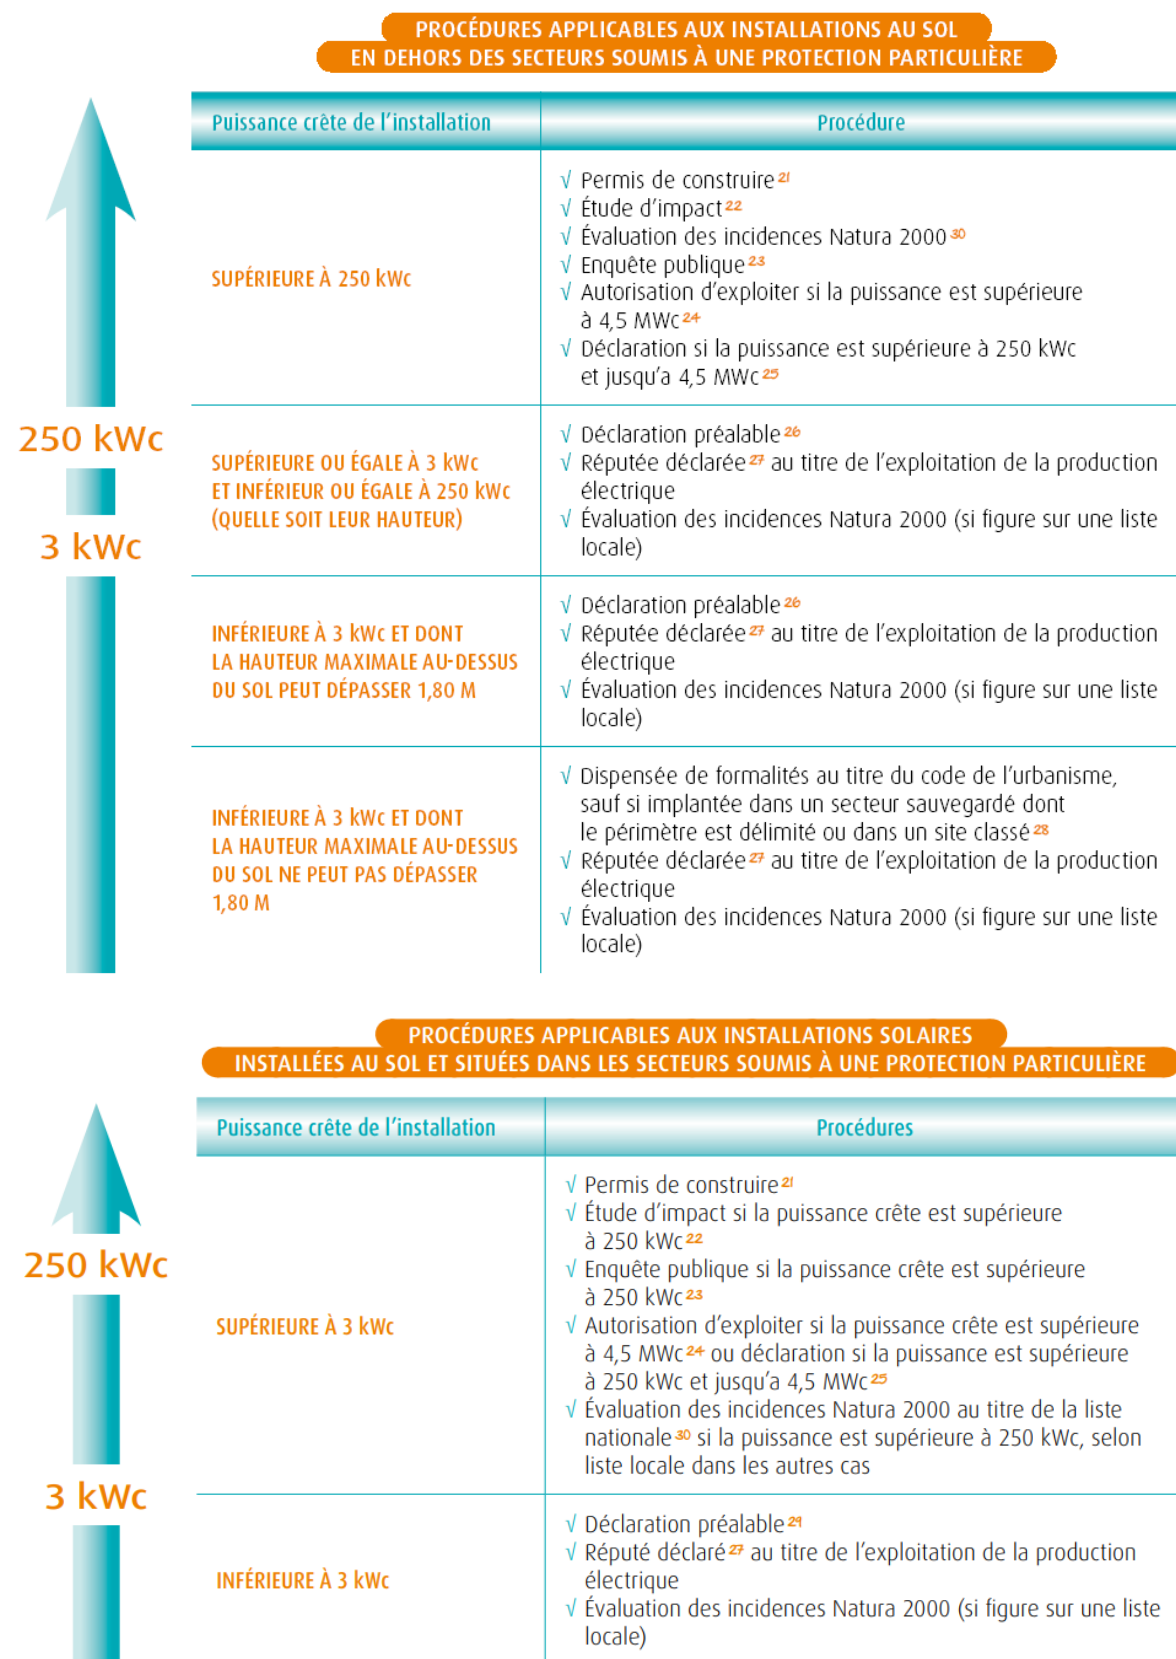 PROCÉDURES APPLICABLES AUX INSTALLATIONS AU SOL
EN DEHORS DES SECTEURS SOUMIS À UNE PROTECTION PARTICULIÈRE
Puissance crête de l'installation
Procédure
SUPÉRIEURE À 250 kWc
√ Permis de construire 21
√ Étude d'impact 22
√ Évaluation des incidences Natura 2000 30
√ Enquête publique 23
√ Autorisation d'exploiter si la puissance est supérieure
à 4,5 MWc 24
√ Déclaration si la puissance est supérieure à 250 kWc
et jusqu'a 4,5 MWc 25
250 kWc
SUPÉRIEURE OU ÉGALE À 3 kWc
ET INFÉRIEUR OU ÉGALE À 250 kWc
(QUELLE SOIT LEUR HAUTEUR)
√ Déclaration préalable 26
√ Réputée déclarée 27 au titre de l'exploitation de la production
électrique
√ Évaluation des incidences Natura 2000 (si figure sur une liste
locale)
3 kWc
INFÉRIEURE À 3 kWc ET DONT
LA HAUTEUR MAXIMALE AU-DESSUS
DU SOL PEUT DÉPASSER 1,80 M
√ Déclaration préalable 26
√ Réputée déclarée 27 au titre de l'exploitation de la production
électrique
√ Évaluation des incidences Natura 2000 (si figure sur une liste
locale)
INFÉRIEURE À 3 kWc ET DONT
LA HAUTEUR MAXIMALE AU-DESSUS
DU SOL NE PEUT PAS DÉPASSER
1,80 M
√ Dispensée de formalités au titre du code de l'urbanisme,
sauf si implantée dans un secteur sauvegardé dont
le périmètre est délimité ou dans un site classé 28
√ Réputée déclarée 27 au titre de l'exploitation de la production
électrique
√ Évaluation des incidences Natura 2000 (si figure sur une liste
locale)
PROCÉDURES APPLICABLES AUX INSTALLATIONS SOLAIRES
INSTALLÉES AU SOL ET SITUÉES DANS LES SECTEURS SOUMIS À UNE PROTECTION PARTICULIÈRE
Puissance crête de l'installation
Procédures
250 kWc
SUPÉRIEURE À 3 kWc
√ Permis de construire 21
√ Étude d'impact si la puissance crête est supérieure
à 250 kWc 22
√ Enquête publique si la puissance crête est supérieure
à 250 kWc 23
√ Autorisation d'exploiter si la puissance crête est supérieure
à 4,5 MWc 24 ou déclaration si la puissance est supérieure
à 250 kWc et jusqu'a 4,5 MWc 25
√ Évaluation des incidences Natura 2000 au titre de la liste
nationale 30 si la puissance est supérieure à 250 kWc, selon
liste locale dans les autres cas
3 kWc
INFÉRIEURE À 3 kWc
√ Déclaration préalable 29
√ Réputé déclaré 27 au titre de l'exploitation de la production
électrique
√ Évaluation des incidences Natura 2000 (si figure sur une liste
locale)